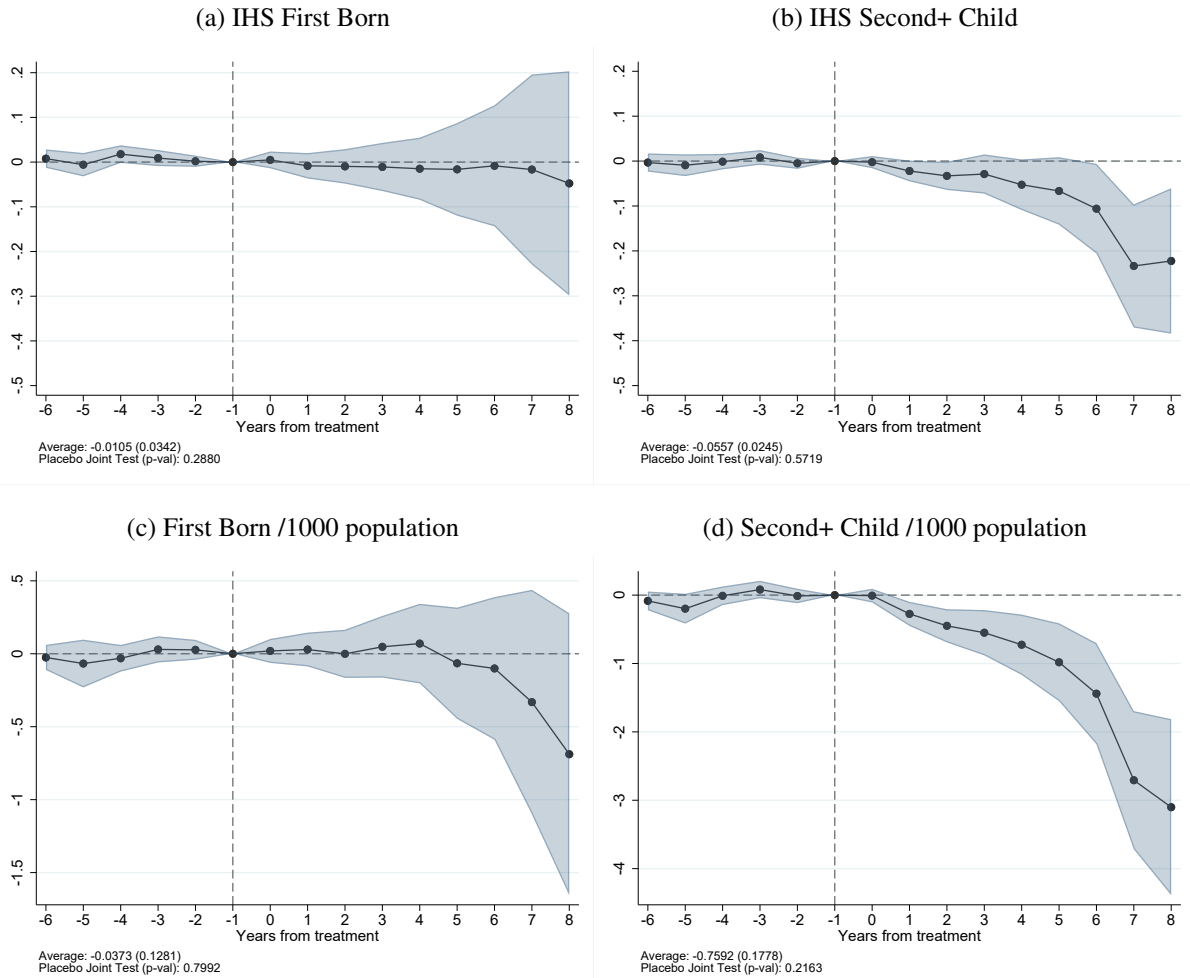 (a) IHS First Born
.2
.1
0
-.1
-.2
-.3
-.4
-.5
-6 -5 -4 -3 -2 -1 0 1 2 3 4 5 6 7 8
Years from treatment
Average: -0.0105 (0.0342)
Placebo Joint Test (p-val): 0.2880
(b) IHS Second+ Child
.2
.1
0
-.1
-.2
-.3
-.4
-.5
-6 -5 -4 -3 -2 -1 0 1 2 3 4 5 6 7 8
Years from treatment
Average: -0.0557 (0.0245)
Placebo Joint Test (p-val): 0.5719
(c) First Born /1000 population
.5
0
-.5
-1
-1.5
-6 -5 -4 -3 -2 -1 0 1 2 3 4 5 6 7 8
Years from treatment
Average: -0.0373 (0.1281)
Placebo Joint Test (p-val): 0.7992
(d) Second+ Child /1000 population
0
-1
-2
-3
-4
-6 -5 -4 -3 -2 -1 0 1 2 3 4 5 6 7 8
Years from treatment
Average: -0.7592 (0.1778)
Placebo Joint Test (p-val): 0.2163